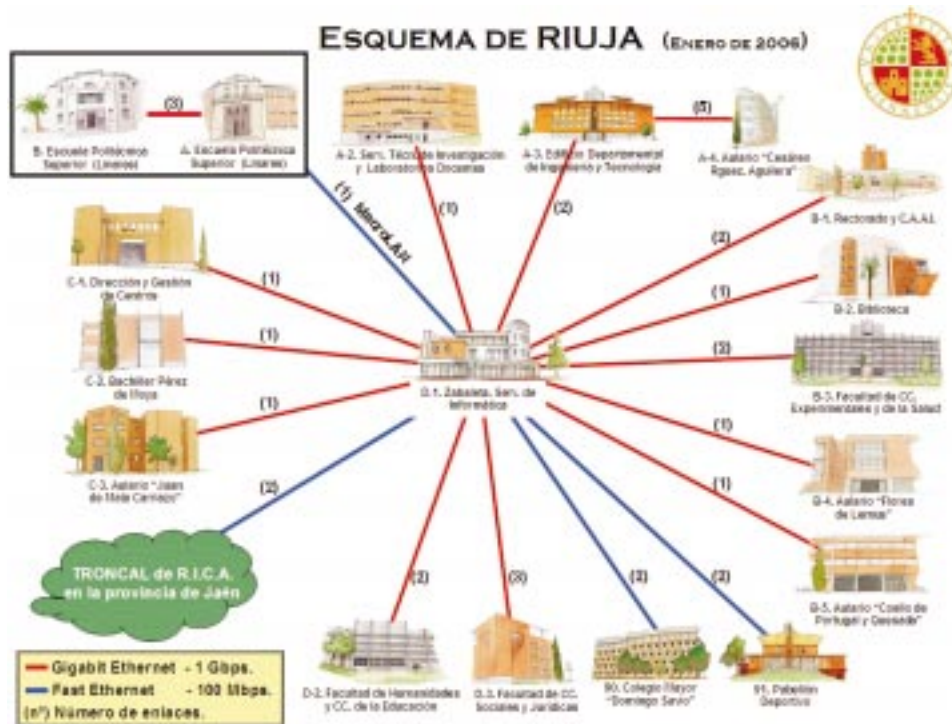 ESQUEMA DE RIUJA (ENERO DE 2006)
(3)
B. Escuela Politécnica
Superior (Linares)
A. Escuela Politécnica
Superior (Linares)
A-2. Serv. Técn. de Investigación
y Laboratorios Docentes
A-3. Edificio Departamental
de Ingeniería y Tecnología
(5)
A-4. Aulario "Cesáreo
Rguez. Aguilera"
(1) MacroLAN
(1)
(2)
B-1. Rectorado y C.A.A.I.
(2)
C-1. Dirección y Gestión
de Centros
(1)
(1)
B-2. Biblioteca
C-2. Bachiller Pérez
de Moya
(1)
B-3. Facultad de CC.
Experimentales y de la Salud
D-1. Zabaleta. Serv. de
Informática
(1)
C-3. Aulario "Juan
de Mata Carriazo"
(1)
B-4. Aulario "Flores
de Lemus"
(2)
(1)
B-5. Aulario "Coello de
Portugal y Quesada"
TRONCAL de R.I.C.A.
en la provincia de Jaén
(2)
(3)
(2)
(2)
D-2. Facultad de Humanidades
y CC. de la Educación
D-3. Facultad de CC.
Sociales y Jurídicas
Colegio Mayor
"Domingo Savio"
Pabellón
Deportivo
Gigabit Ethernet - 1 Gbps.
Fast Ethernet - 100 Mbps.
(nº) Número de enlaces.